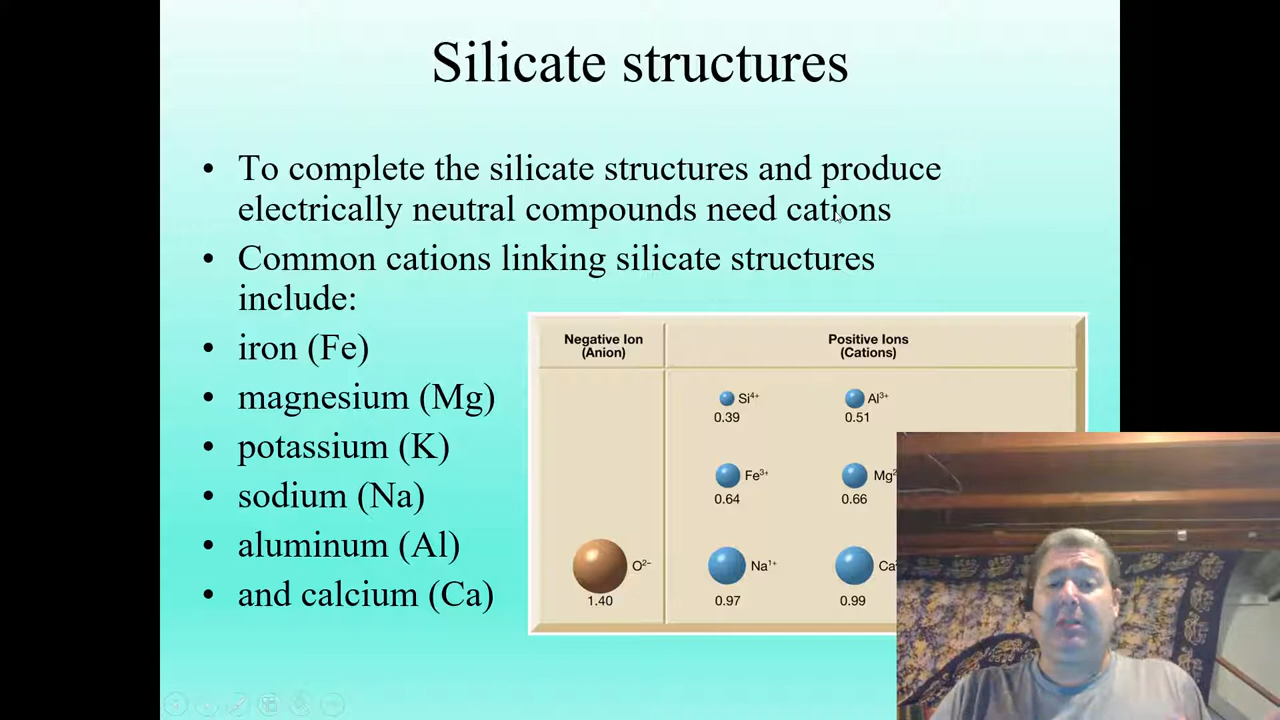 Silicate structures
• To complete the silicate structures and produce
electrically neutral compounds need cations
• Common cations linking silicate structures
include:
• iron (Fe)
• magnesium (Mg)
• potassium (K)
• sodium (Na)
• aluminum (Al)
• and calcium (Ca)
Negative Ion
(Anion)
Positive Ions
(Cations)
Si⁴⁺ Al³⁺
0.39 0.51
Fe³⁺ Mg²
0.64 0.66
O²⁻ Na¹⁺ Ca
1.40 0.97 0.99